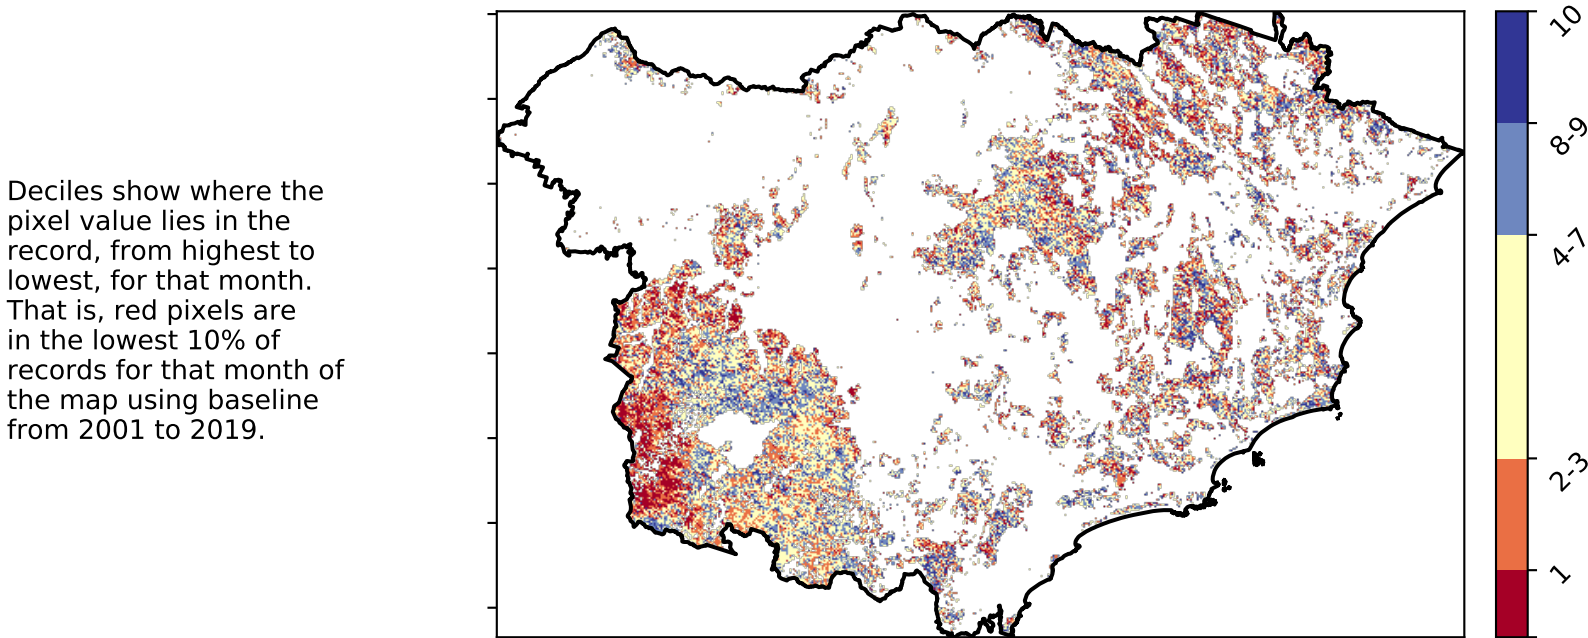 Deciles show where the
pixel value lies in the
record, from highest to
lowest, for that month.
That is, red pixels are
in the lowest 10% of
records for that month of
the map using baseline
from 2001 to 2019.
10
8-9
4-7
2-3
1